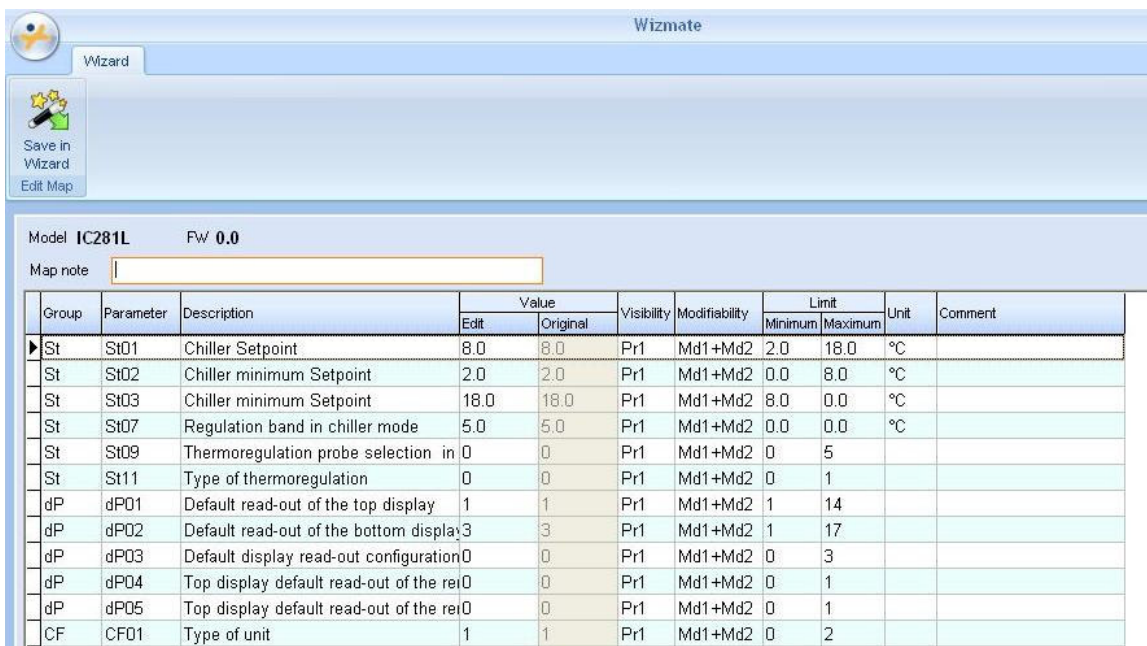 Wizmate
Wizard
Save in
Wizard
Edit Map
Model IC281L FW 0.0
Map note
Group Parameter Description Value Edit Original Visibility Modifiability Limit Minimum Maximum Unit Comment
St St01 Chiller Setpoint 8.0 8.0 Pr1 Md1+Md2 2.0 18.0 °C
St St02 Chiller minimum Setpoint 2.0 2.0 Pr1 Md1+Md2 0.0 8.0 °C
St St03 Chiller minimum Setpoint 18.0 18.0 Pr1 Md1+Md2 8.0 0.0 °C
St St07 Regulation band in chiller mode 5.0 5.0 Pr1 Md1+Md2 0.0 0.0 °C
St St09 Thermoregulation probe selection in 0 0 Pr1 Md1+Md2 0 5
St St11 Type of thermoregulation 0 0 Pr1 Md1+Md2 0 1
dP dP01 Default read-out of the top display 1 1 Pr1 Md1+Md2 1 14
dP dP02 Default read-out of the bottom display 3 3 Pr1 Md1+Md2 1 17
dP dP03 Default display read-out configuration 0 0 Pr1 Md1+Md2 0 3
dP dP04 Top display default read-out of the 0 0 Pr1 Md1+Md2 0 1
dP dP05 Top display default read-out of the 0 0 Pr1 Md1+Md2 0 1
CF CF01 Type of unit 1 1 Pr1 Md1+Md2 0 2